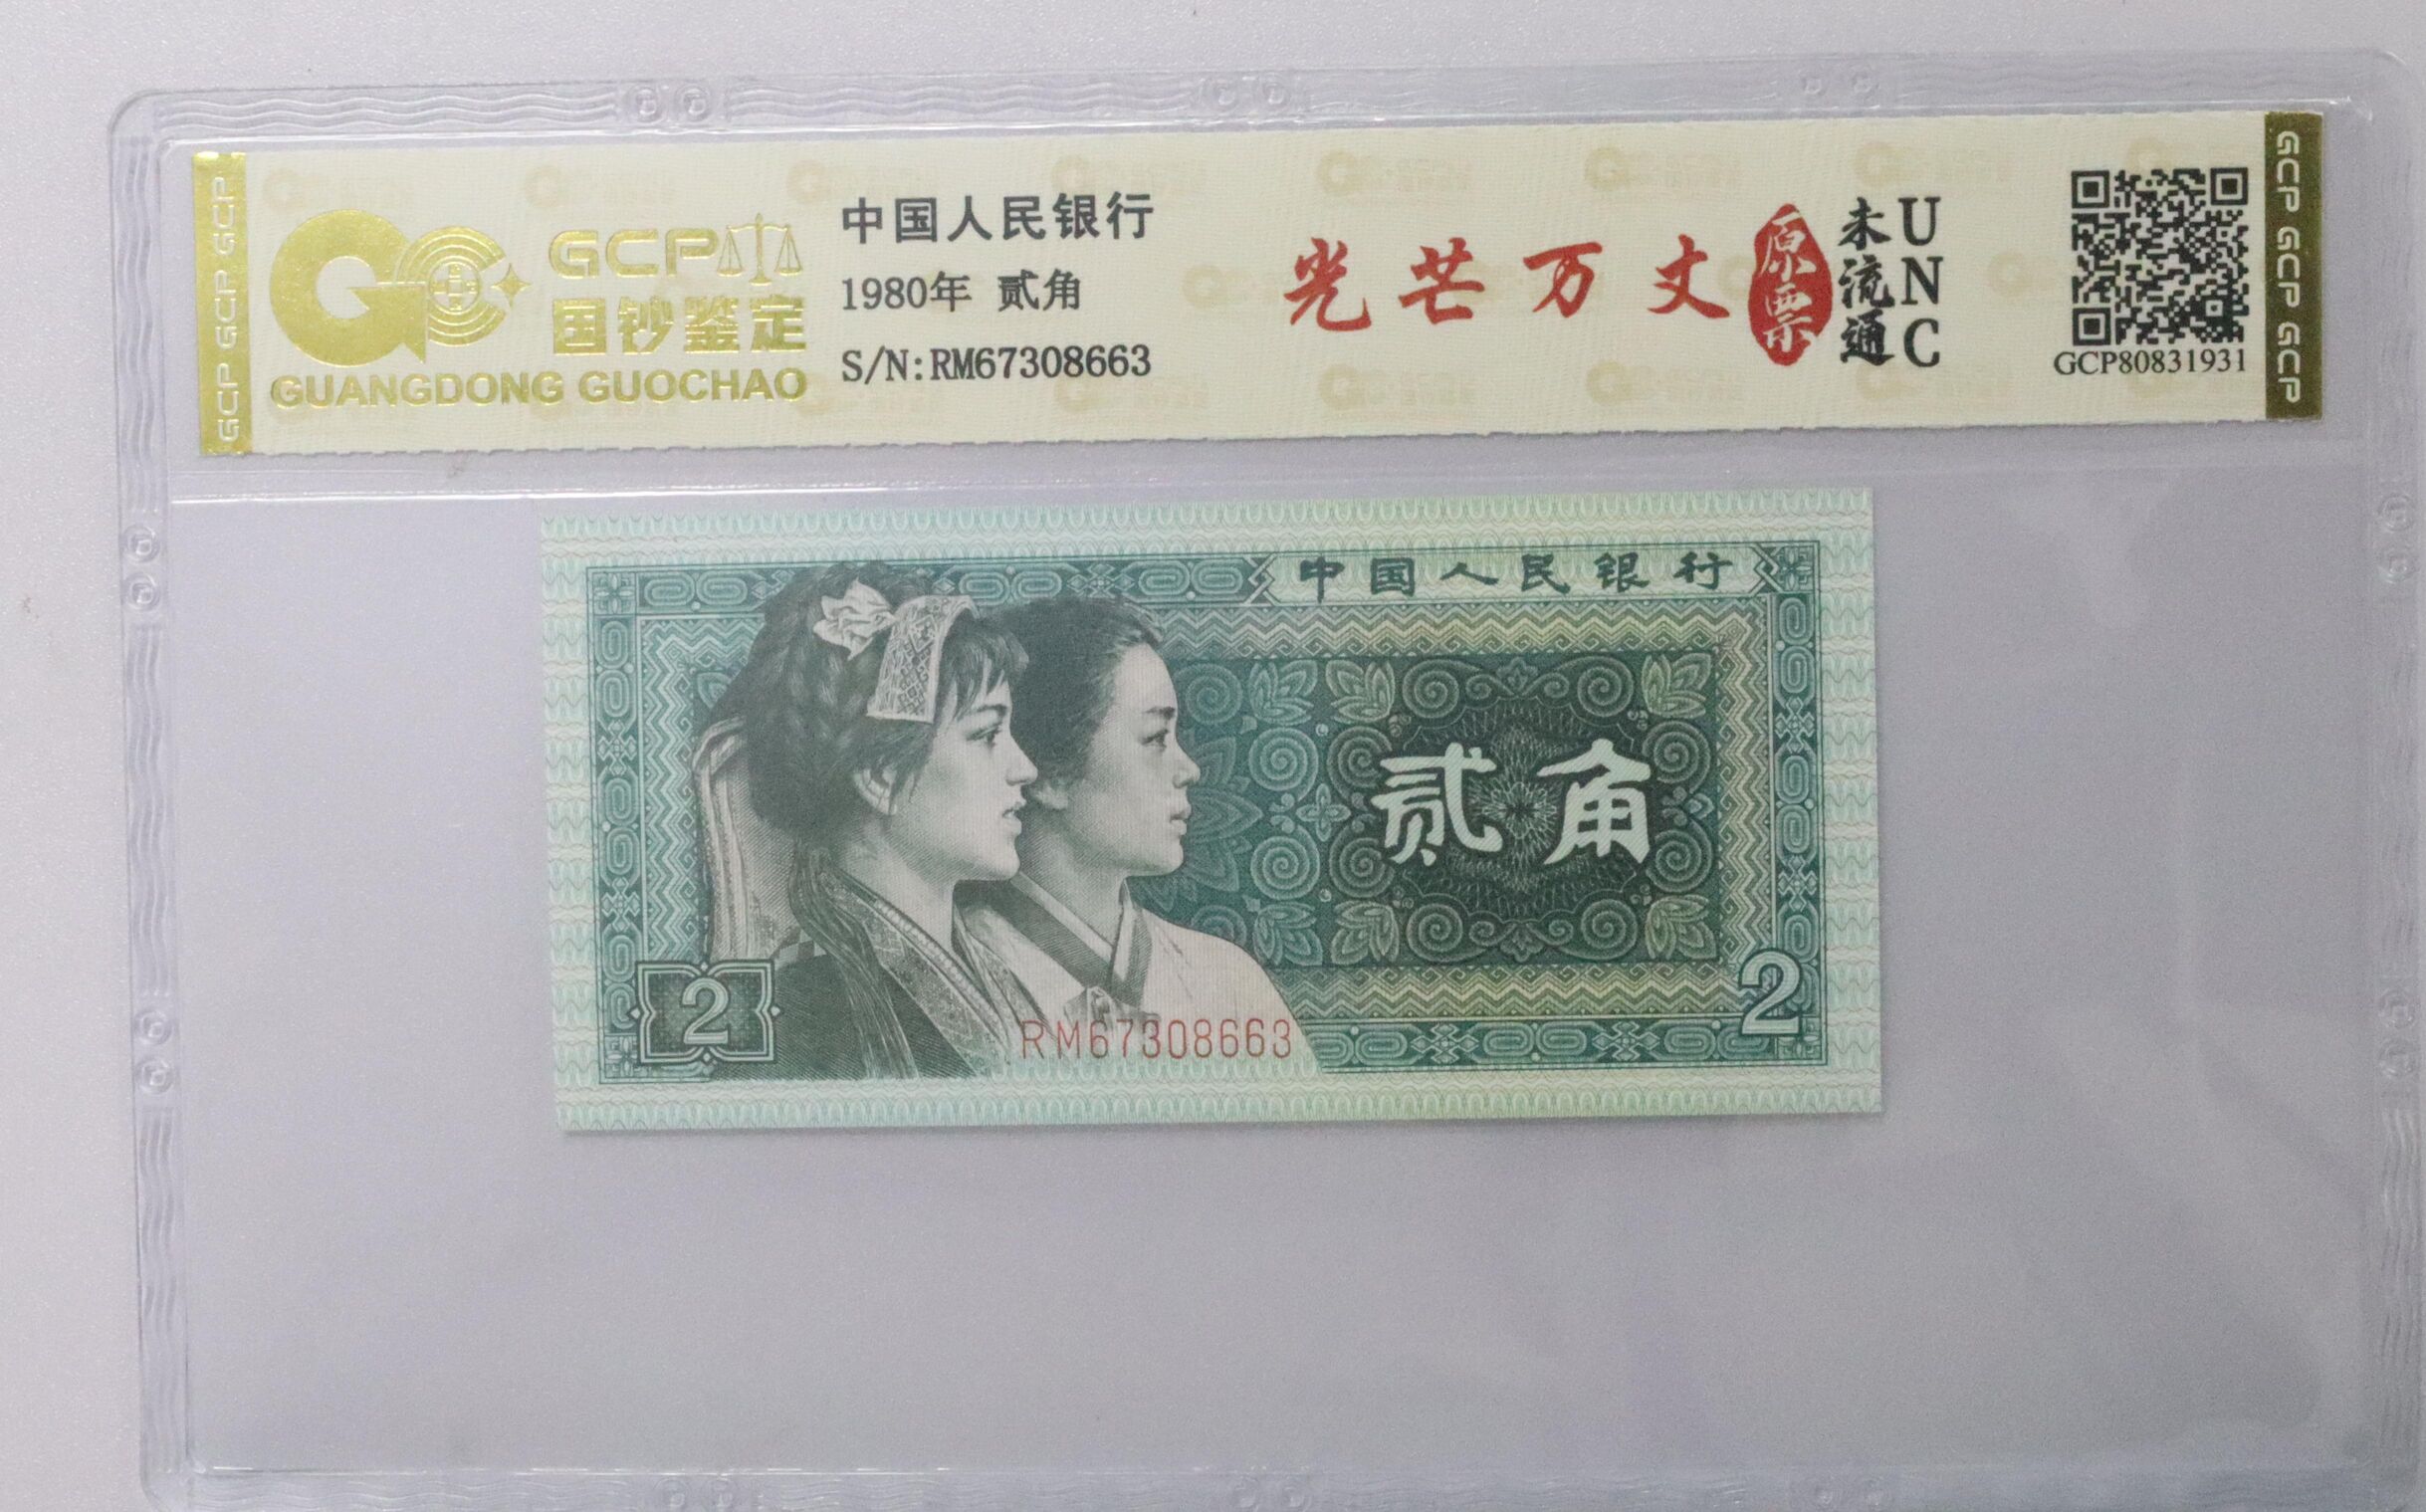 GCP GCP GCP
GCP
国钞鉴定
GUANGDONG GUOCHAO
中国人民银行
1980年 贰角
S/N:RM67308663
光芒万丈
原票
未流通
UNC
GCP80831931
GCP GCP GCP
中国人民银行
贰角
2
2
RM67308663